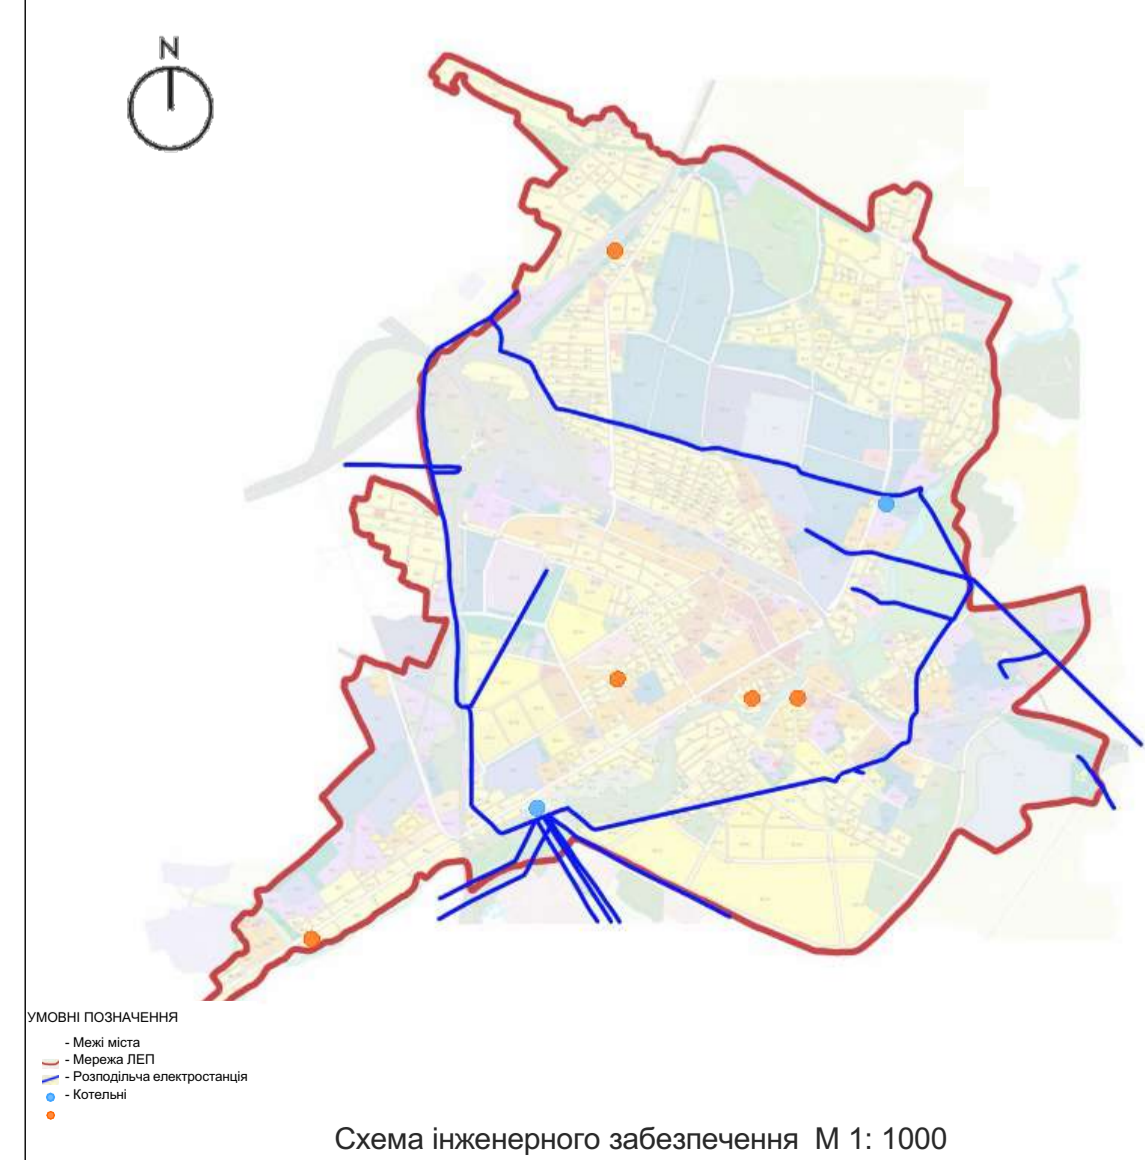 N
УМОВНІ ПОЗНАЧЕННЯ
- Межі міста
- Мережа ЛЕП
- Розподільча електростанція
- Котельні
Схема інженерного забезпечення М 1: 1000